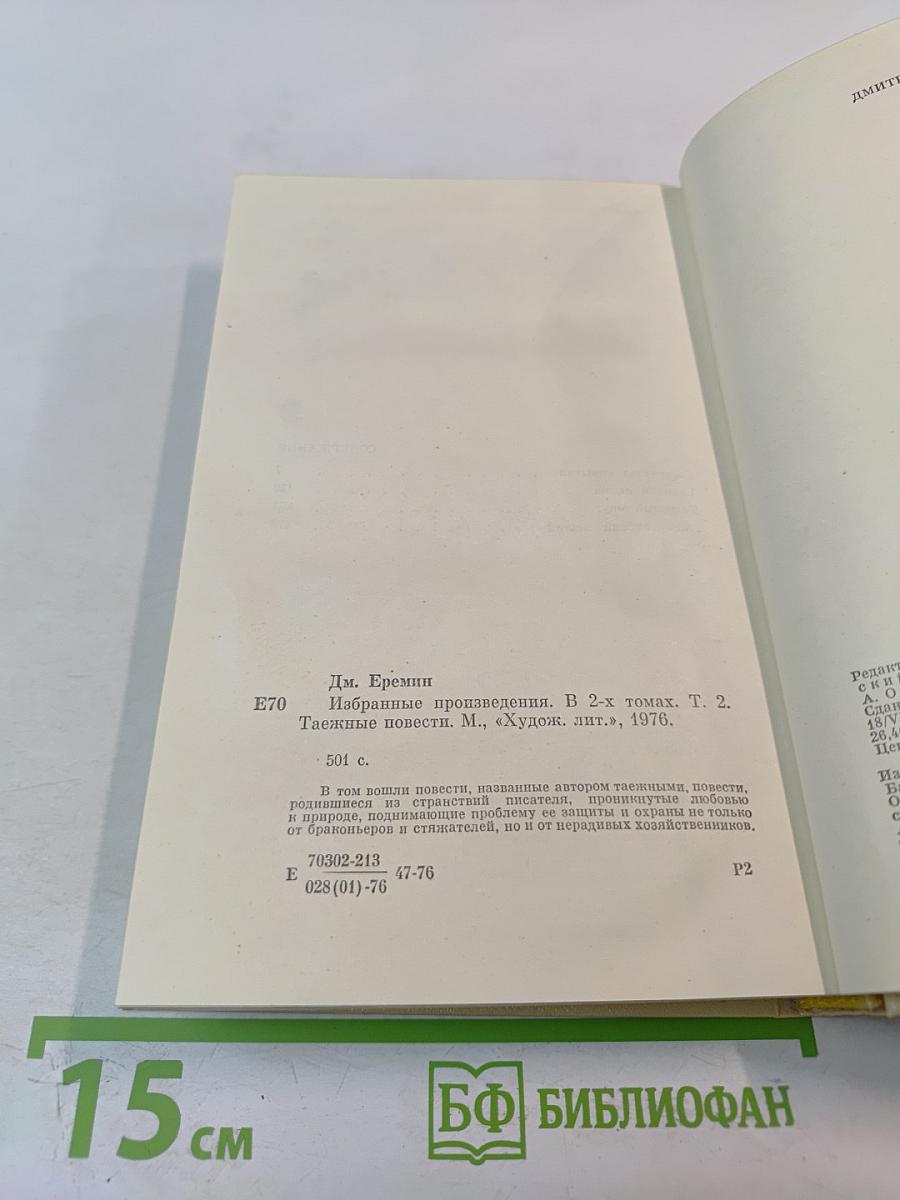 Дм. Еремин
Е70 Избранные произведения. В 2-х томах. Т. 2.
Таежные повести. М., «Худож. лит.», 1976.
501 с.
В том вошли повести, названные автором таежными, повести,
родившиеся из странствий писателя, проникнутые любовью
к природе, поднимающие проблему ее защиты и охраны не только
от браконьеров и стяжателей, но и от нерадивых хозяйственников.
70302-213
Е 47-76 Р2
028(01)-76
15 см
БФ БИБЛИОФАН